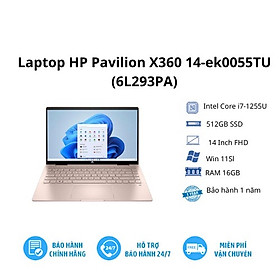 Laptop HP Pavilion X360 14-ek0055TU
(6L293PA)
Intel Core i7-1255U
512GB SSD
14 Inch FHD
Win 11Sl
RAM 16GB
Bảo hành 1 năm
BẢO HÀNH
CHÍNH HÃNG
HỖ TRỢ
BẢO HÀNH 24/7
MIỄN PHÍ
VẬN CHUYỂN